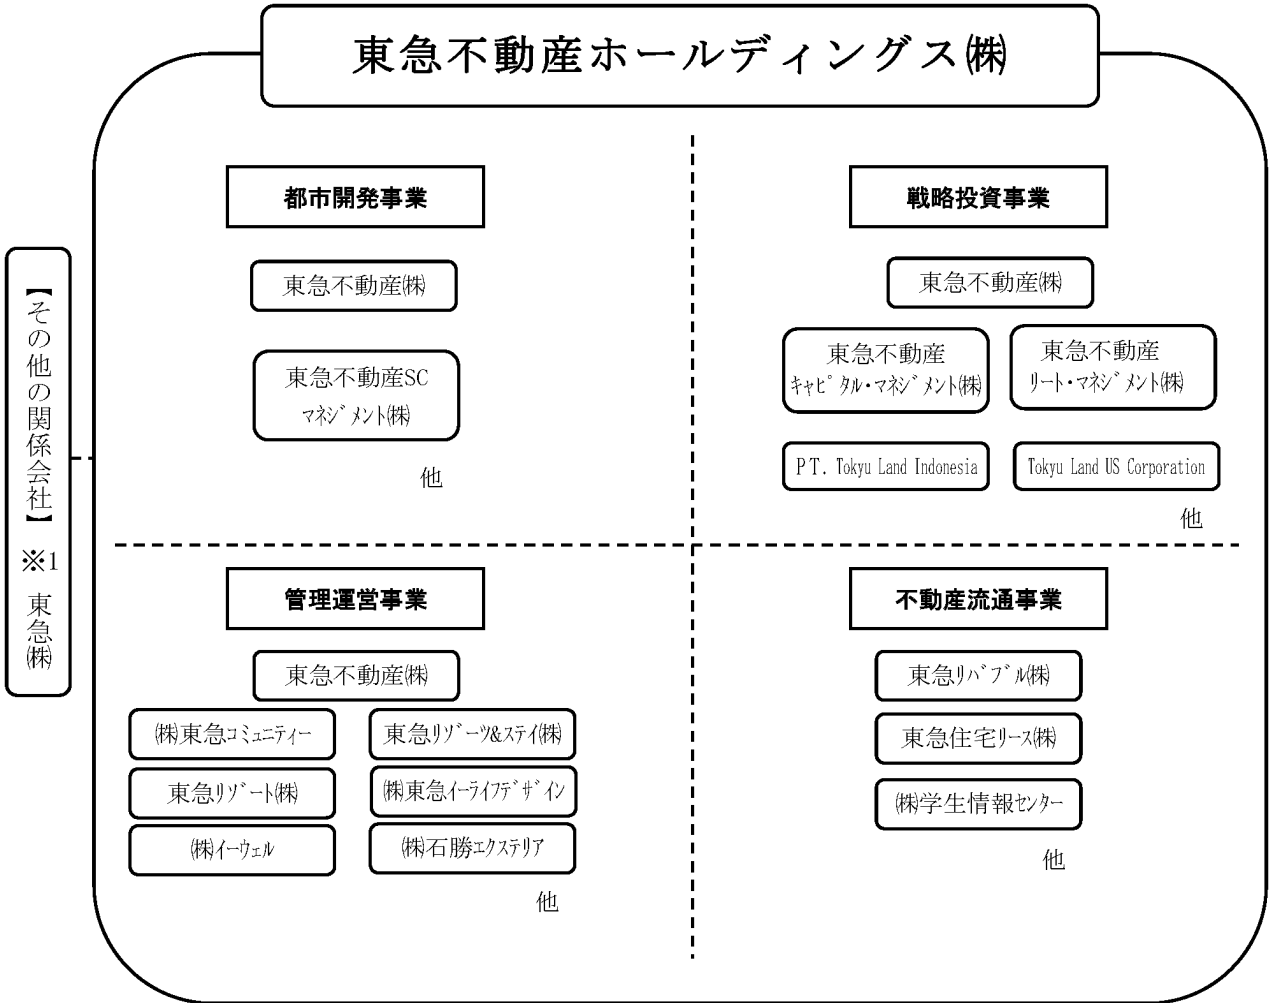 東急不動産ホールディングス㈱
【その他の関係会社】 ※1 東急㈱
都市開発事業
東急不動産㈱
東急不動産SC
マネジメント㈱
他
戦略投資事業
東急不動産㈱
東急不動産
キャピタル・マネジメント㈱
東急不動産
リート・マネジメント㈱
PT. Tokyu Land Indonesia
Tokyu Land US Corporation
他
管理運営事業
東急不動産㈱
㈱東急コミュニティー
東急リゾーツ&ステイ㈱
東急リゾート㈱
㈱東急イーライフデザイン
㈱イーウェル
㈱石勝エクステリア
他
不動産流通事業
東急リバブル㈱
東急住宅リース㈱
㈱学生情報センター
他